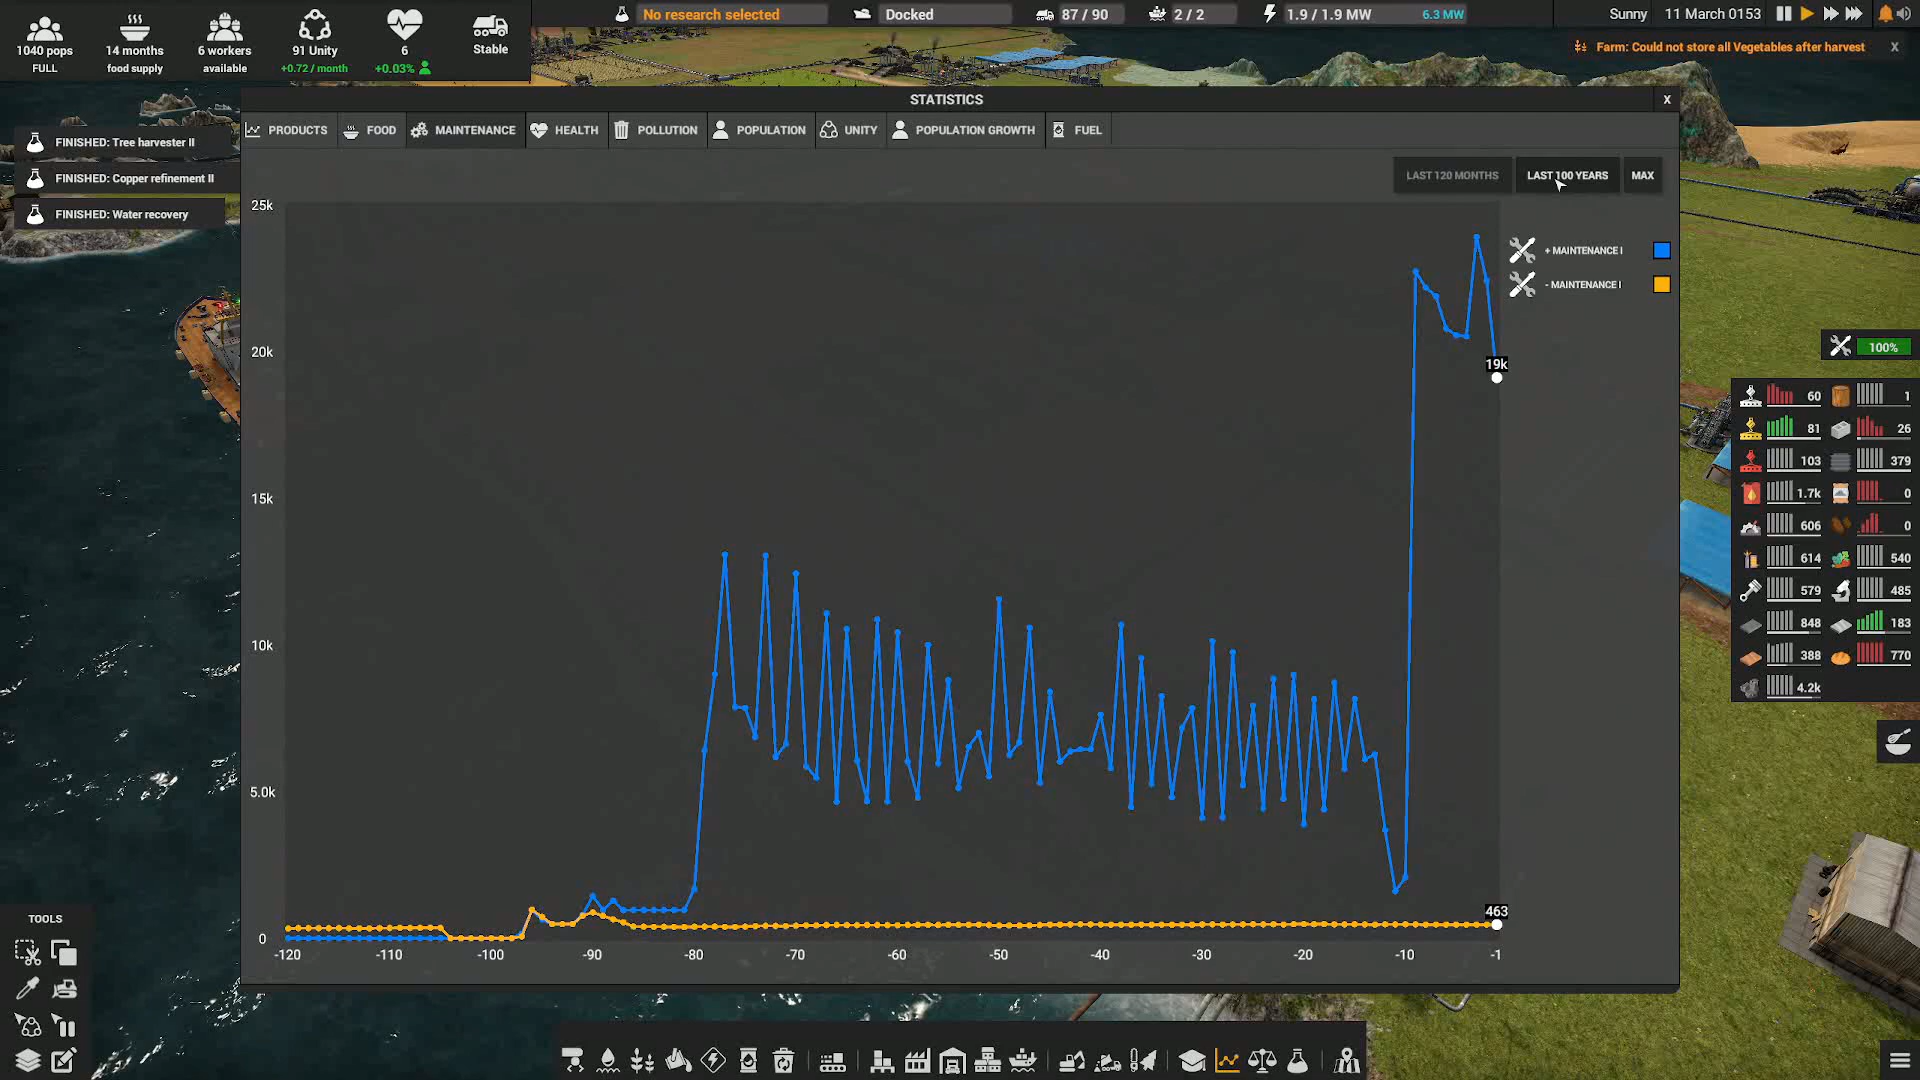 1040 pops
FULL
14 months
food supply
6 workers
available
91 Unity
+0.72 / month
6
+0.03%
Stable
No research selected
Docked
87 / 90
2 / 2
1.9 / 1.9 MW
6.3 MW
Sunny
11 March 0153
Farm: Could not store all Vegetables after harvest
X
FINISHED: Tree harvester II
FINISHED: Copper refinement II
FINISHED: Water recovery
STATISTICS
X
PRODUCTS
FOOD
MAINTENANCE
HEALTH
POLLUTION
POPULATION
UNITY
POPULATION GROWTH
FUEL
LAST 120 MONTHS
LAST 100 YEARS
MAX
25k
20k
15k
10k
5.0k
0
-120
-110
-100
-90
-80
-70
-60
-50
-40
-30
-20
-10
-1
19k
463
+ MAINTENANCE I
- MAINTENANCE I
100%
60
1
81
26
103
379
1.7k
0
606
0
614
540
579
485
848
183
388
770
4.2k
TOOLS